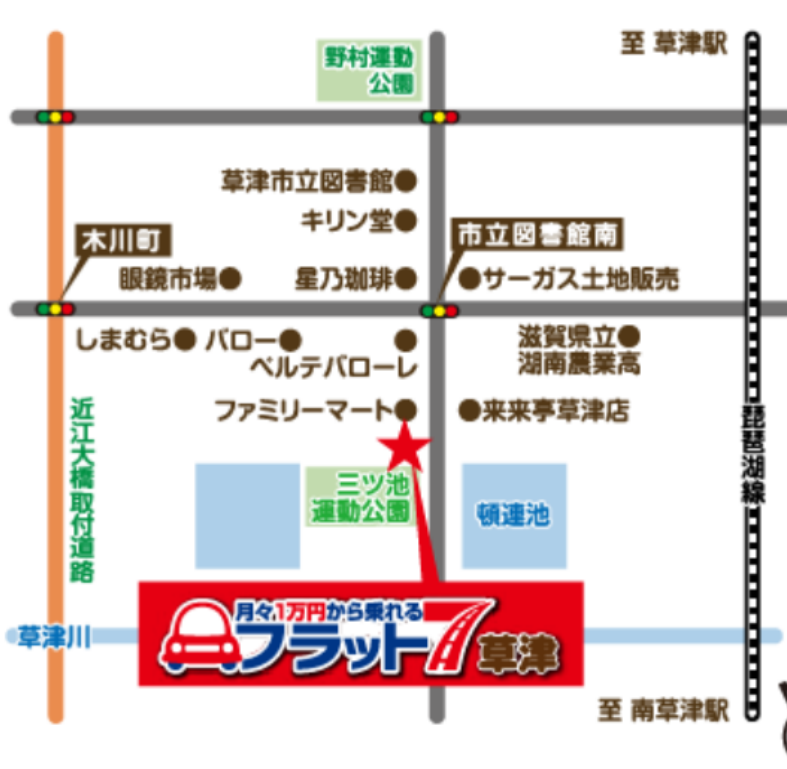 至 草津駅
野村運動
公園
草津市立図書館
キリン堂
木川町
市立図書館南
眼鏡市場
星乃珈琲
サーガス土地販売
しまむら
バロー
ベルテバローレ
滋賀県立
湖南農業高
ファミリーマート
来来亭草津店
近江大橋取付道路
琵琶湖線
三ツ池
運動公園
頓連池
月々1万円から乗れる
フラット7
草津
草津川
至 南草津駅